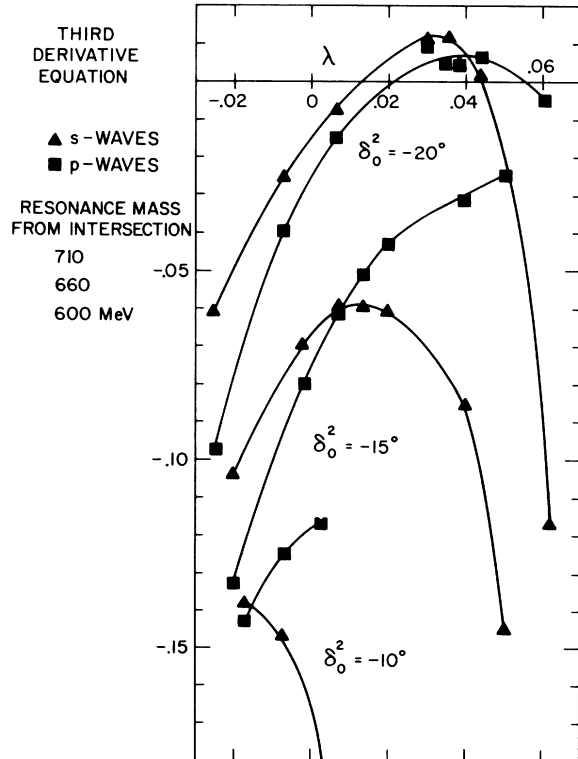 THIRD
DERIVATIVE
EQUATION
▲ s-WAVES
■ p-WAVES
RESONANCE MASS
FROM INTERSECTION
710
660
600 MeV
λ
-.02 0 .02 .04 .06
δ₀² = -20°
-.05
δ₀² = -15°
-.10
δ₀² = -10°
-.15